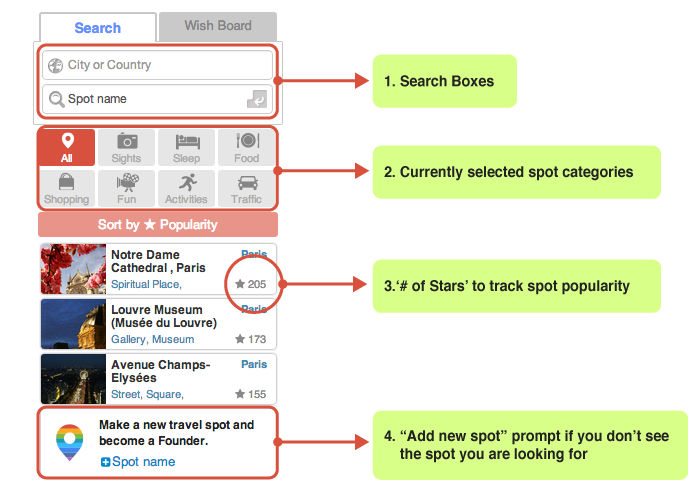 Search
Wish Board
City or Country
Spot name
1. Search Boxes
All
Sights
Sleep
Food
Shopping
Fun
Activities
Traffic
2. Currently selected spot categories
Sort by ★ Popularity
Notre Dame
Cathedral , Paris
Paris
Spiritual Place,
★ 205
3.‘# of Stars’ to track spot popularity
Louvre Museum
(Musée du Louvre)
Paris
Gallery, Museum
★ 173
Avenue Champs-
Elysées
Paris
Street, Square,
★ 155
Make a new travel spot and
become a Founder.
Spot name
4. “Add new spot” prompt if you don’t see
the spot you are looking for